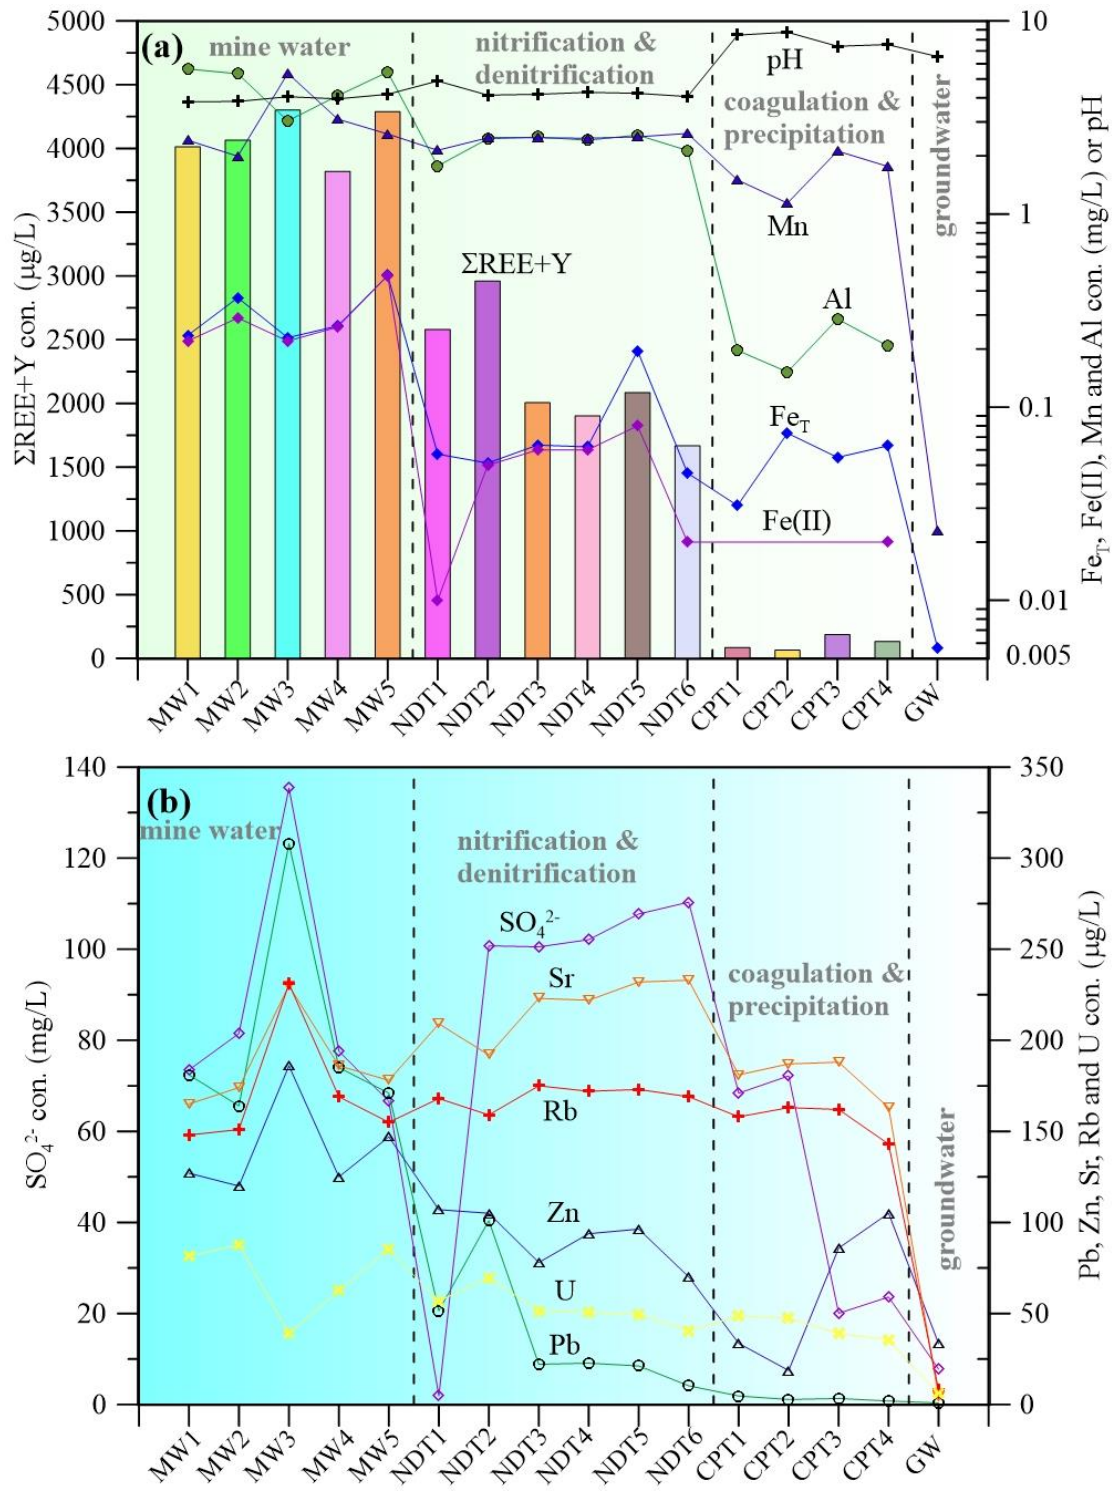 (a)
mine water
nitrification &
denitrification
pH
coagulation &
precipitation
groundwater
Mn
ΣREE+Y
Al
Fe_T
Fe(II)
ΣREE+Y con. (μg/L)
5000
4500
4000
3500
3000
2500
2000
1500
1000
500
0
10
1
0.1
0.01
0.005
Fe_T, Fe(II), Mn and Al con. (mg/L) or pH
MW1
MW2
MW3
MW4
MW5
NDT1
NDT2
NDT3
NDT4
NDT5
NDT6
CPT1
CPT2
CPT3
CPT4
GW
(b)
mine water
nitrification &
denitrification
SO₄²⁻
Sr
coagulation &
precipitation
Rb
groundwater
Zn
U
Pb
SO₄²⁻ con. (mg/L)
140
120
100
80
60
40
20
0
350
300
250
200
150
100
50
0
Pb, Zn, Sr, Rb and U con. (μg/L)
MW1
MW2
MW3
MW4
MW5
NDT1
NDT2
NDT3
NDT4
NDT5
NDT6
CPT1
CPT2
CPT3
CPT4
GW